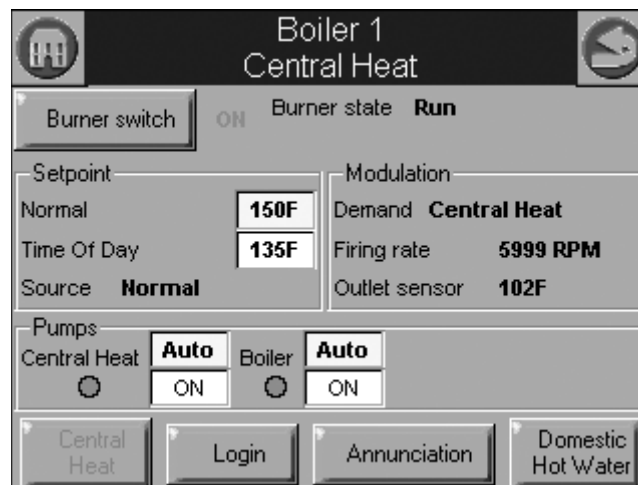 Boiler 1
Central Heat
Burner switch ON Burner state Run
Setpoint
Normal 150F
Time Of Day 135F
Source Normal
Modulation
Demand Central Heat
Firing rate 5999 RPM
Outlet sensor 102F
Pumps
Central Heat Auto ON
Boiler Auto ON
Central Heat
Login
Annunciation
Domestic Hot Water